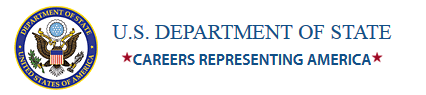 DEPARTMENT OF STATE
UNITED STATES OF AMERICA
U.S. DEPARTMENT OF STATE
★CAREERS REPRESENTING AMERICA★